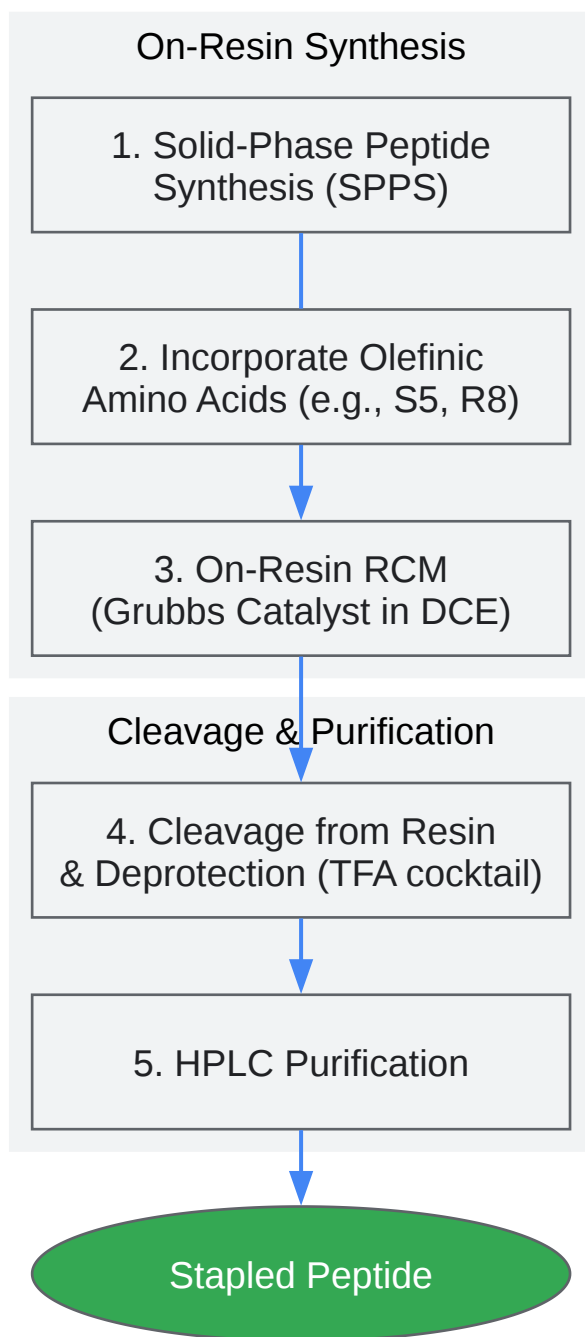 On-Resin Synthesis
1. Solid-Phase Peptide
Synthesis (SPPS)
2. Incorporate Olefinic
Amino Acids (e.g., S5, R8)
3. On-Resin RCM
(Grubbs Catalyst in DCE)
Cleavage & Purification
4. Cleavage from Resin
& Deprotection (TFA cocktail)
5. HPLC Purification
Stapled Peptide